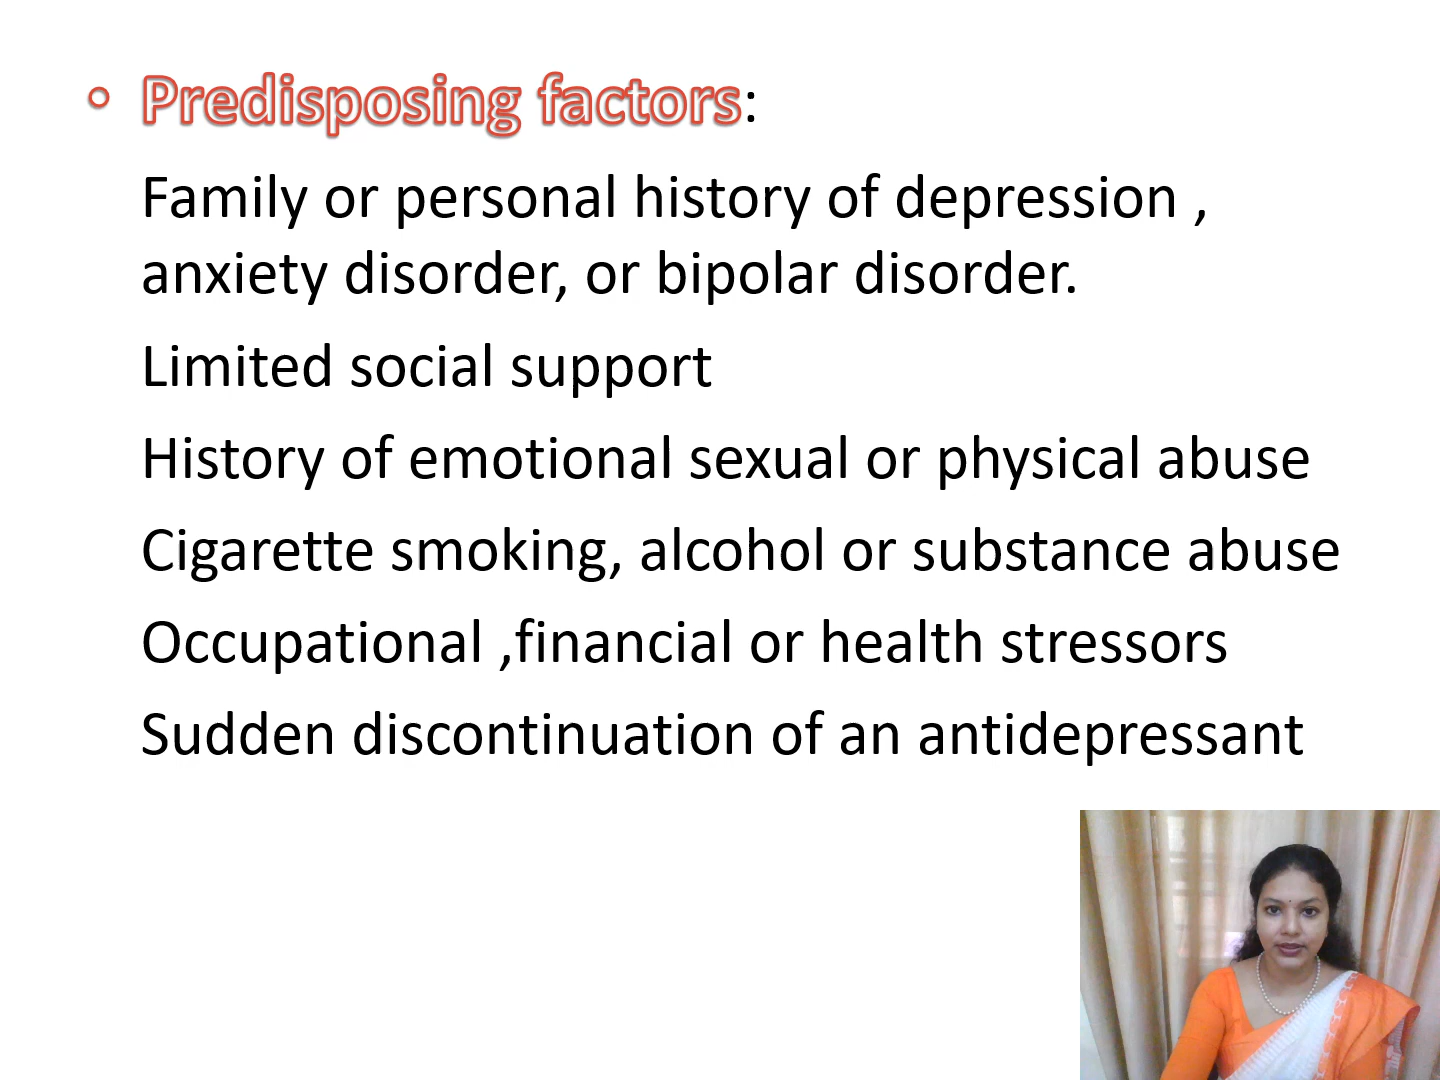 • Predisposing factors:
Family or personal history of depression ,
anxiety disorder, or bipolar disorder.
Limited social support
History of emotional sexual or physical abuse
Cigarette smoking, alcohol or substance abuse
Occupational ,financial or health stressors
Sudden discontinuation of an antidepressant